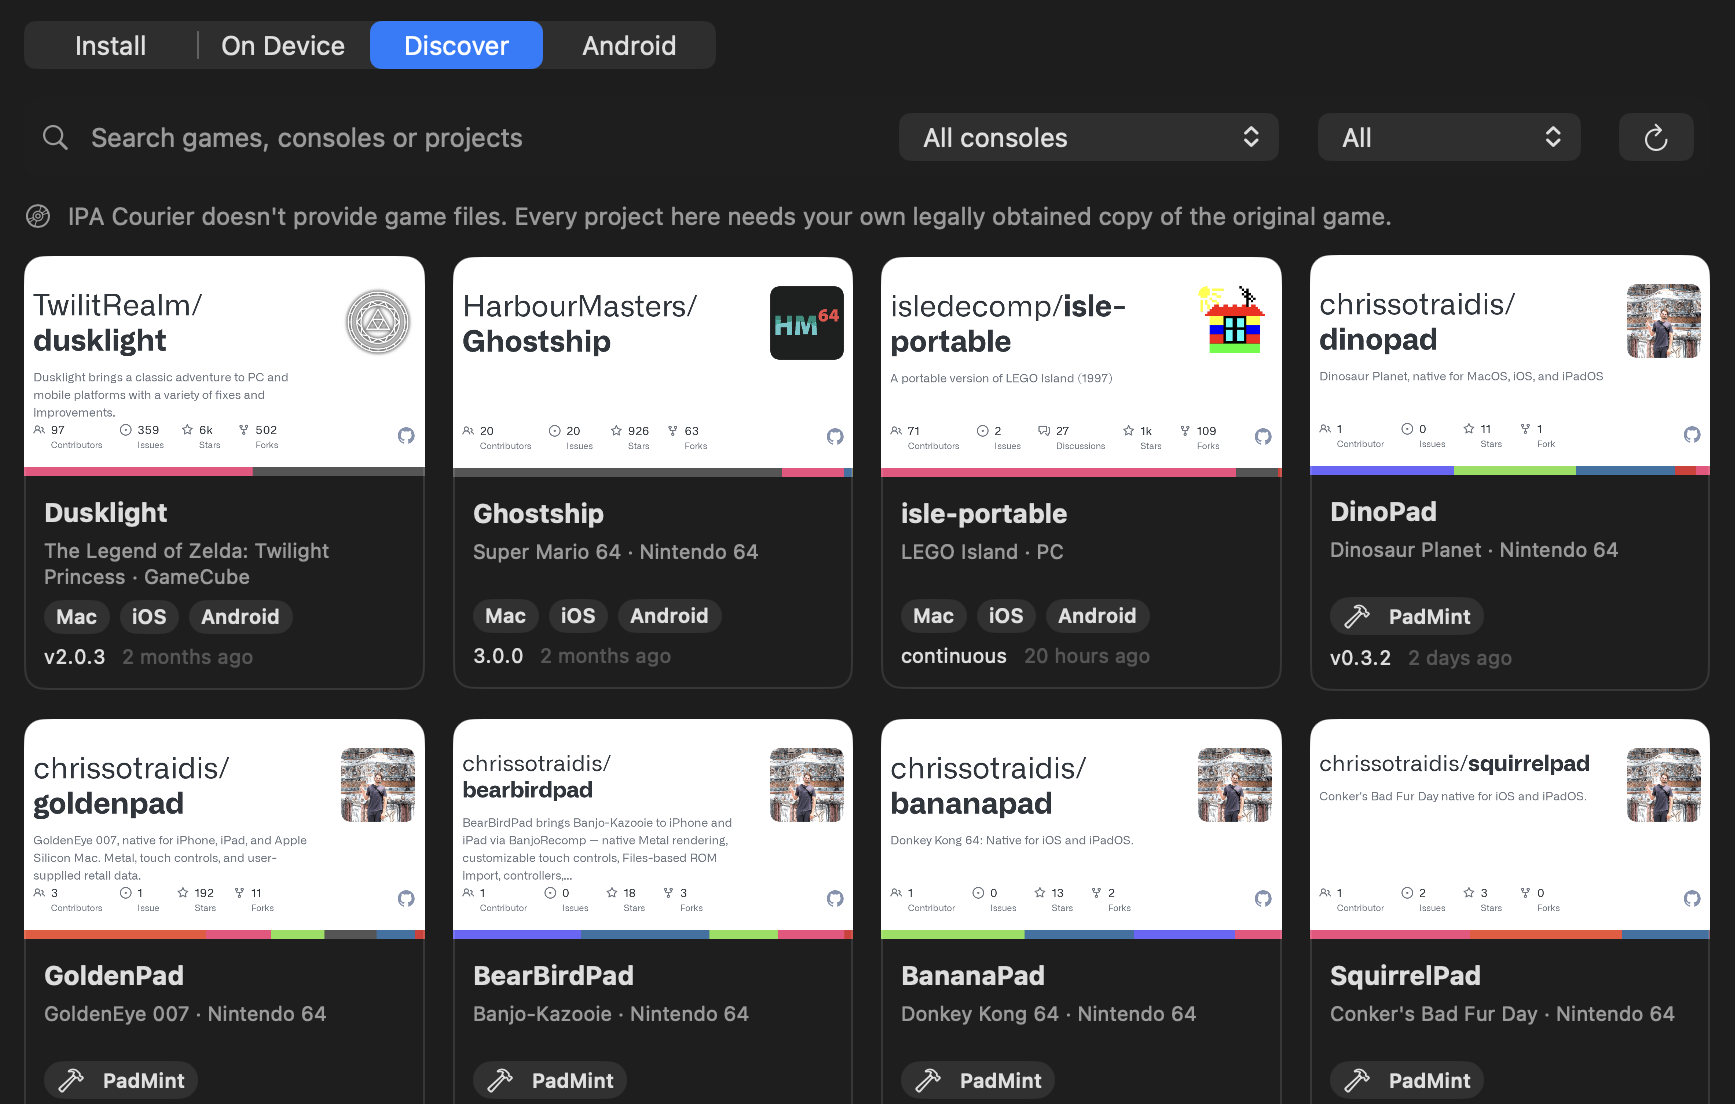 Install
On Device
Discover
Android
Search games, consoles or projects
All consoles
All
IPA Courier doesn't provide game files. Every project here needs your own legally obtained copy of the original game.
TwilitRealm/
dusklight
Dusklight brings a classic adventure to PC and
mobile platforms with a variety of fixes and
improvements.
97 Contributors
359 Issues
6k Stars
502 Forks
Dusklight
The Legend of Zelda: Twilight
Princess · GameCube
Mac iOS Android
v2.0.3 2 months ago
HarbourMasters/
Ghostship
HM64
20 Contributors
20 Issues
926 Stars
63 Forks
Ghostship
Super Mario 64 · Nintendo 64
Mac iOS Android
3.0.0 2 months ago
isledecomp/isle-
portable
A portable version of LEGO Island (1997)
71 Contributors
2 Issues
27 Discussions
1k Stars
109 Forks
isle-portable
LEGO Island · PC
Mac iOS Android
continuous 20 hours ago
chrissotraidis/
dinopad
Dinosaur Planet, native for MacOS, iOS, and iPadOS
1 Contributor
0 Issues
11 Stars
1 Fork
DinoPad
Dinosaur Planet · Nintendo 64
PadMint
v0.3.2 2 days ago
chrissotraidis/
goldenpad
GoldenEye 007, native for iPhone, iPad, and Apple
Silicon Mac. Metal, touch controls, and user-
supplied retail data.
3 Contributors
1 Issue
192 Stars
11 Forks
GoldenPad
GoldenEye 007 · Nintendo 64
PadMint
chrissotraidis/
bearbirdpad
BearBirdPad brings Banjo-Kazooie to iPhone and
iPad via BanjoRecomp — native Metal rendering,
customizable touch controls, Files-based ROM
import, controllers,...
1 Contributor
0 Issues
18 Stars
3 Forks
BearBirdPad
Banjo-Kazooie · Nintendo 64
PadMint
chrissotraidis/
bananapad
Donkey Kong 64: Native for iOS and iPadOS.
1 Contributor
0 Issues
13 Stars
2 Forks
BananaPad
Donkey Kong 64 · Nintendo 64
PadMint
chrissotraidis/squirrelpad
Conker's Bad Fur Day native for iOS and iPadOS.
1 Contributor
2 Issues
3 Stars
0 Forks
SquirrelPad
Conker's Bad Fur Day · Nintendo 64
PadMint